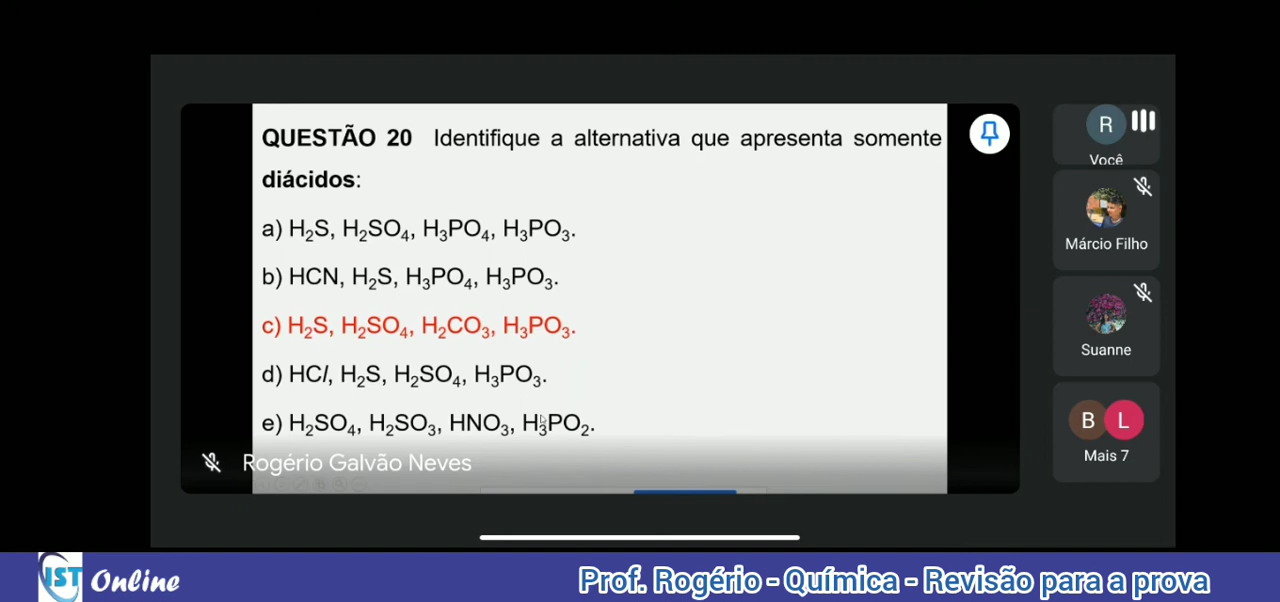 QUESTÃO 20 Identifique a alternativa que apresenta somente
diácidos:
a) H₂S, H₂SO₄, H₃PO₄, H₃PO₃.
b) HCN, H₂S, H₃PO₄, H₃PO₃.
c) H₂S, H₂SO₄, H₂CO₃, H₃PO₃.
d) HCl, H₂S, H₂SO₄, H₃PO₃.
e) H₂SO₄, H₂SO₃, HNO₃, H₃PO₂.
Rogério Galvão Neves
R
Você
Márcio Filho
Suanne
B L
Mais 7
IST Online
Prof. Rogério - Química - Revisão para a prova